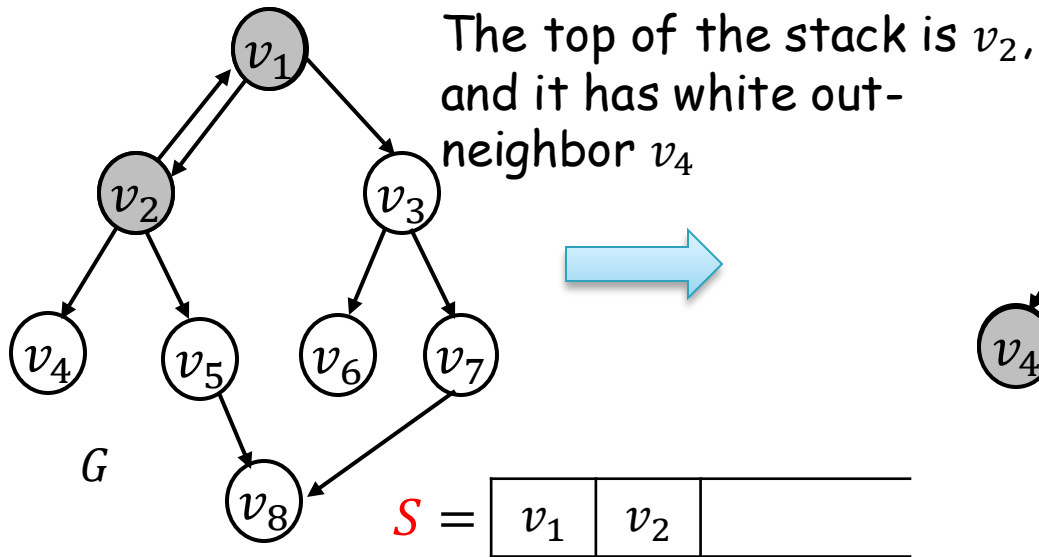 v₁
The top of the stack is v₂,
and it has white out-
neighbor v₄
v₂
v₃
v₄
v₅
v₆
v₇
v₄
G
v₈
S = v₁ v₂